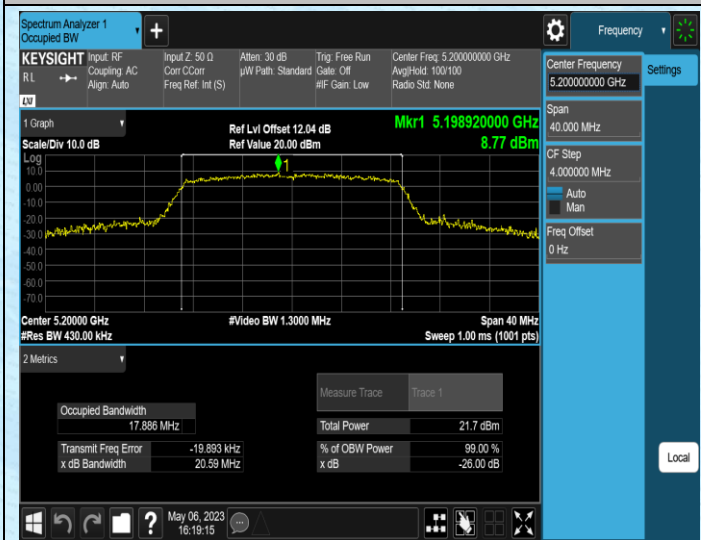 Spectrum Analyzer 1
Occupied BW
Frequency
KEYSIGHT
R L
LXI
Input: RF
Coupling: AC
Align: Auto
Input Z: 50 Ω
Corr CCorr
Freq Ref: Int (S)
Atten: 30 dB
µW Path: Standard
Trig: Free Run
Gate: Off
#IF Gain: Low
Center Freq: 5.200000000 GHz
Avg|Hold: 100/100
Radio Std: None
Center Frequency
5.200000000 GHz
Settings
Span
40.000 MHz
CF Step
4.000000 MHz
Auto
Man
Freq Offset
0 Hz
1 Graph
Scale/Div 10.0 dB
Ref Lvl Offset 12.04 dB
Ref Value 20.00 dBm
Mkr1 5.198920000 GHz
8.77 dBm
Log
10.0
0.00
-10.0
-20.0
-30.0
-40.0
-50.0
-60.0
-70.0
1
Center 5.20000 GHz
#Res BW 430.00 kHz
#Video BW 1.3000 MHz
Span 40 MHz
Sweep 1.00 ms (1001 pts)
2 Metrics
Measure Trace
Trace 1
Occupied Bandwidth
17.886 MHz
Total Power
21.7 dBm
Transmit Freq Error
-19.893 kHz
% of OBW Power
99.00 %
x dB Bandwidth
20.59 MHz
x dB
-26.00 dB
Local
?
May 06, 2023
16:19:15